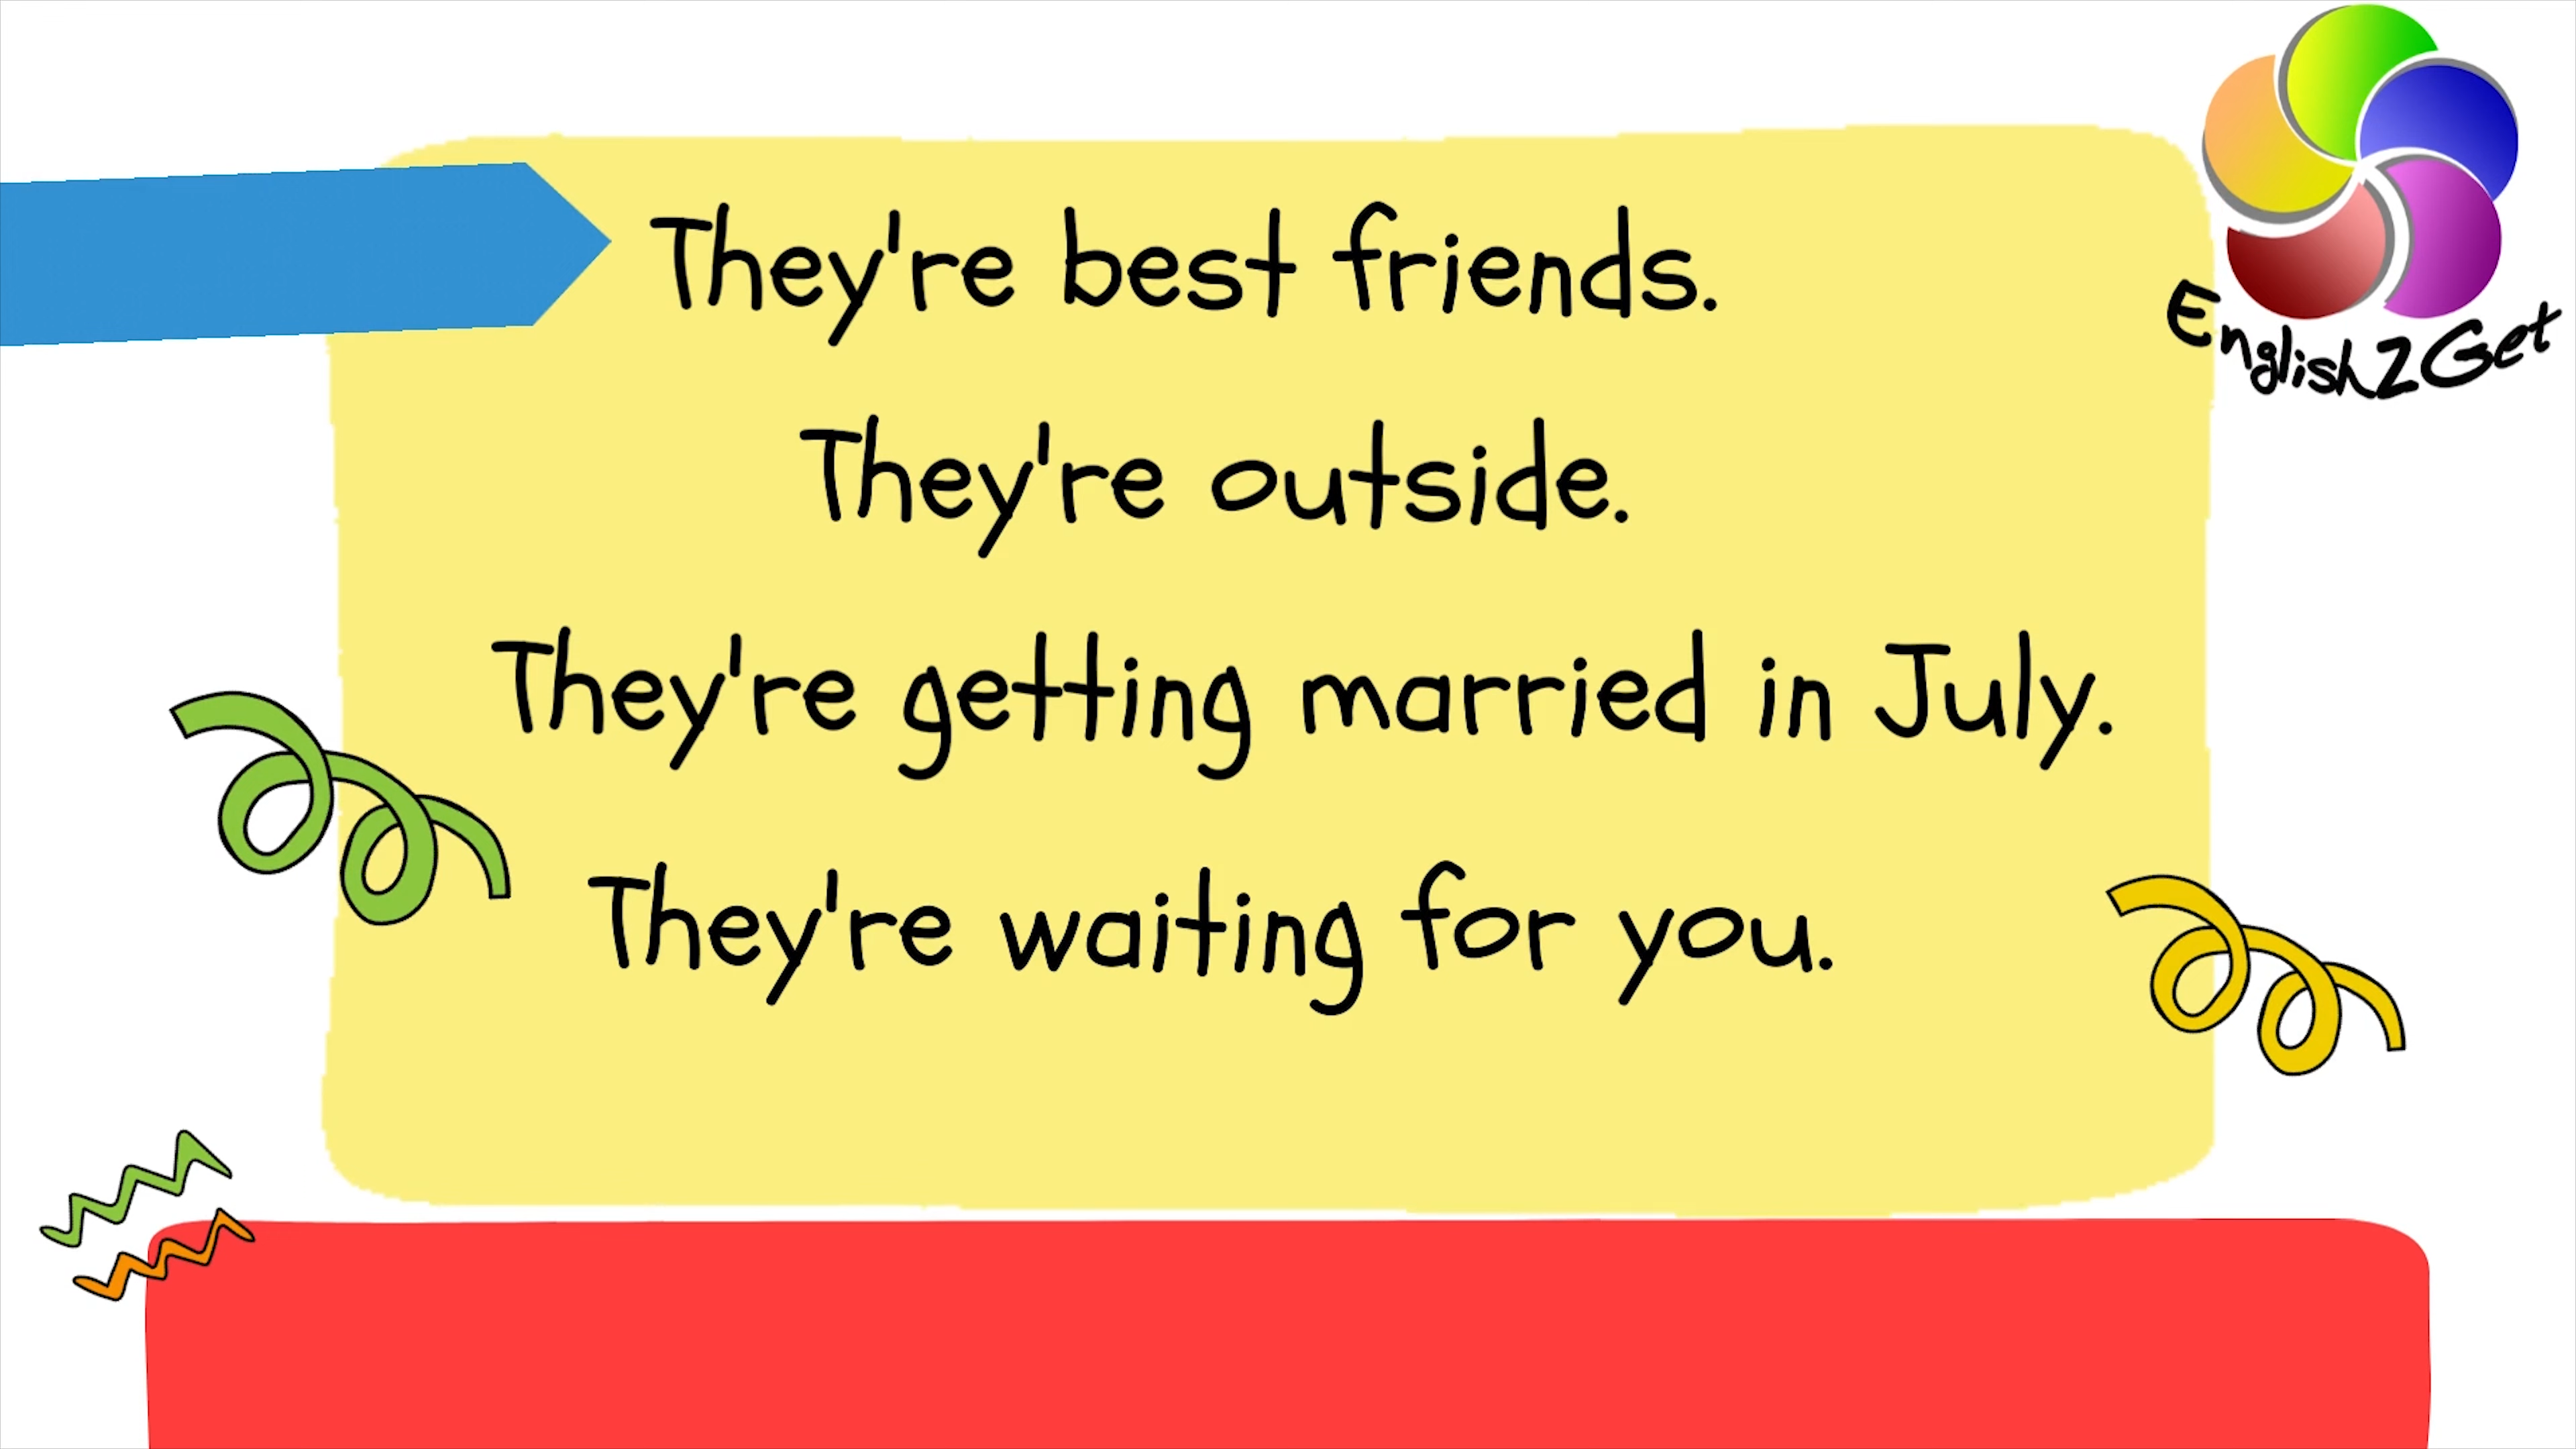 They're best friends.
They're outside.
They're getting married in July.
They're waiting for you.
English2Get